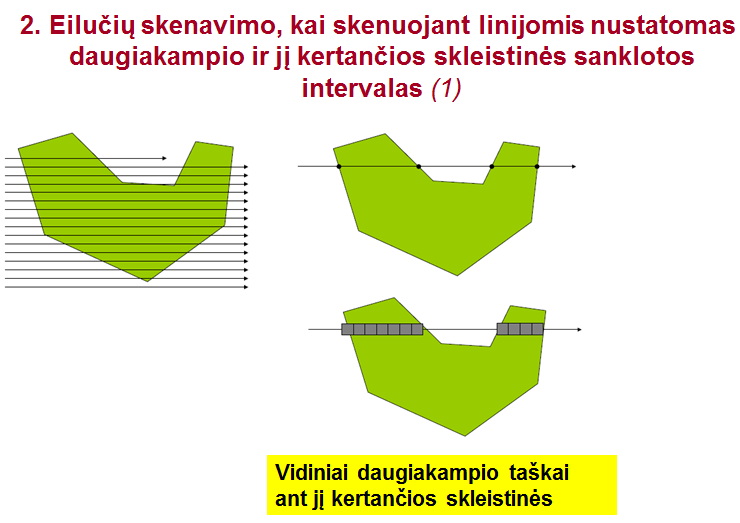 2. Eilučių skenavimo, kai skenuojant linijomis nustatomas
daugiakampio ir jį kertančios skleistinės sanklotos
intervalas (1)
Vidiniai daugiakampio taškai
ant jį kertančios skleistinės